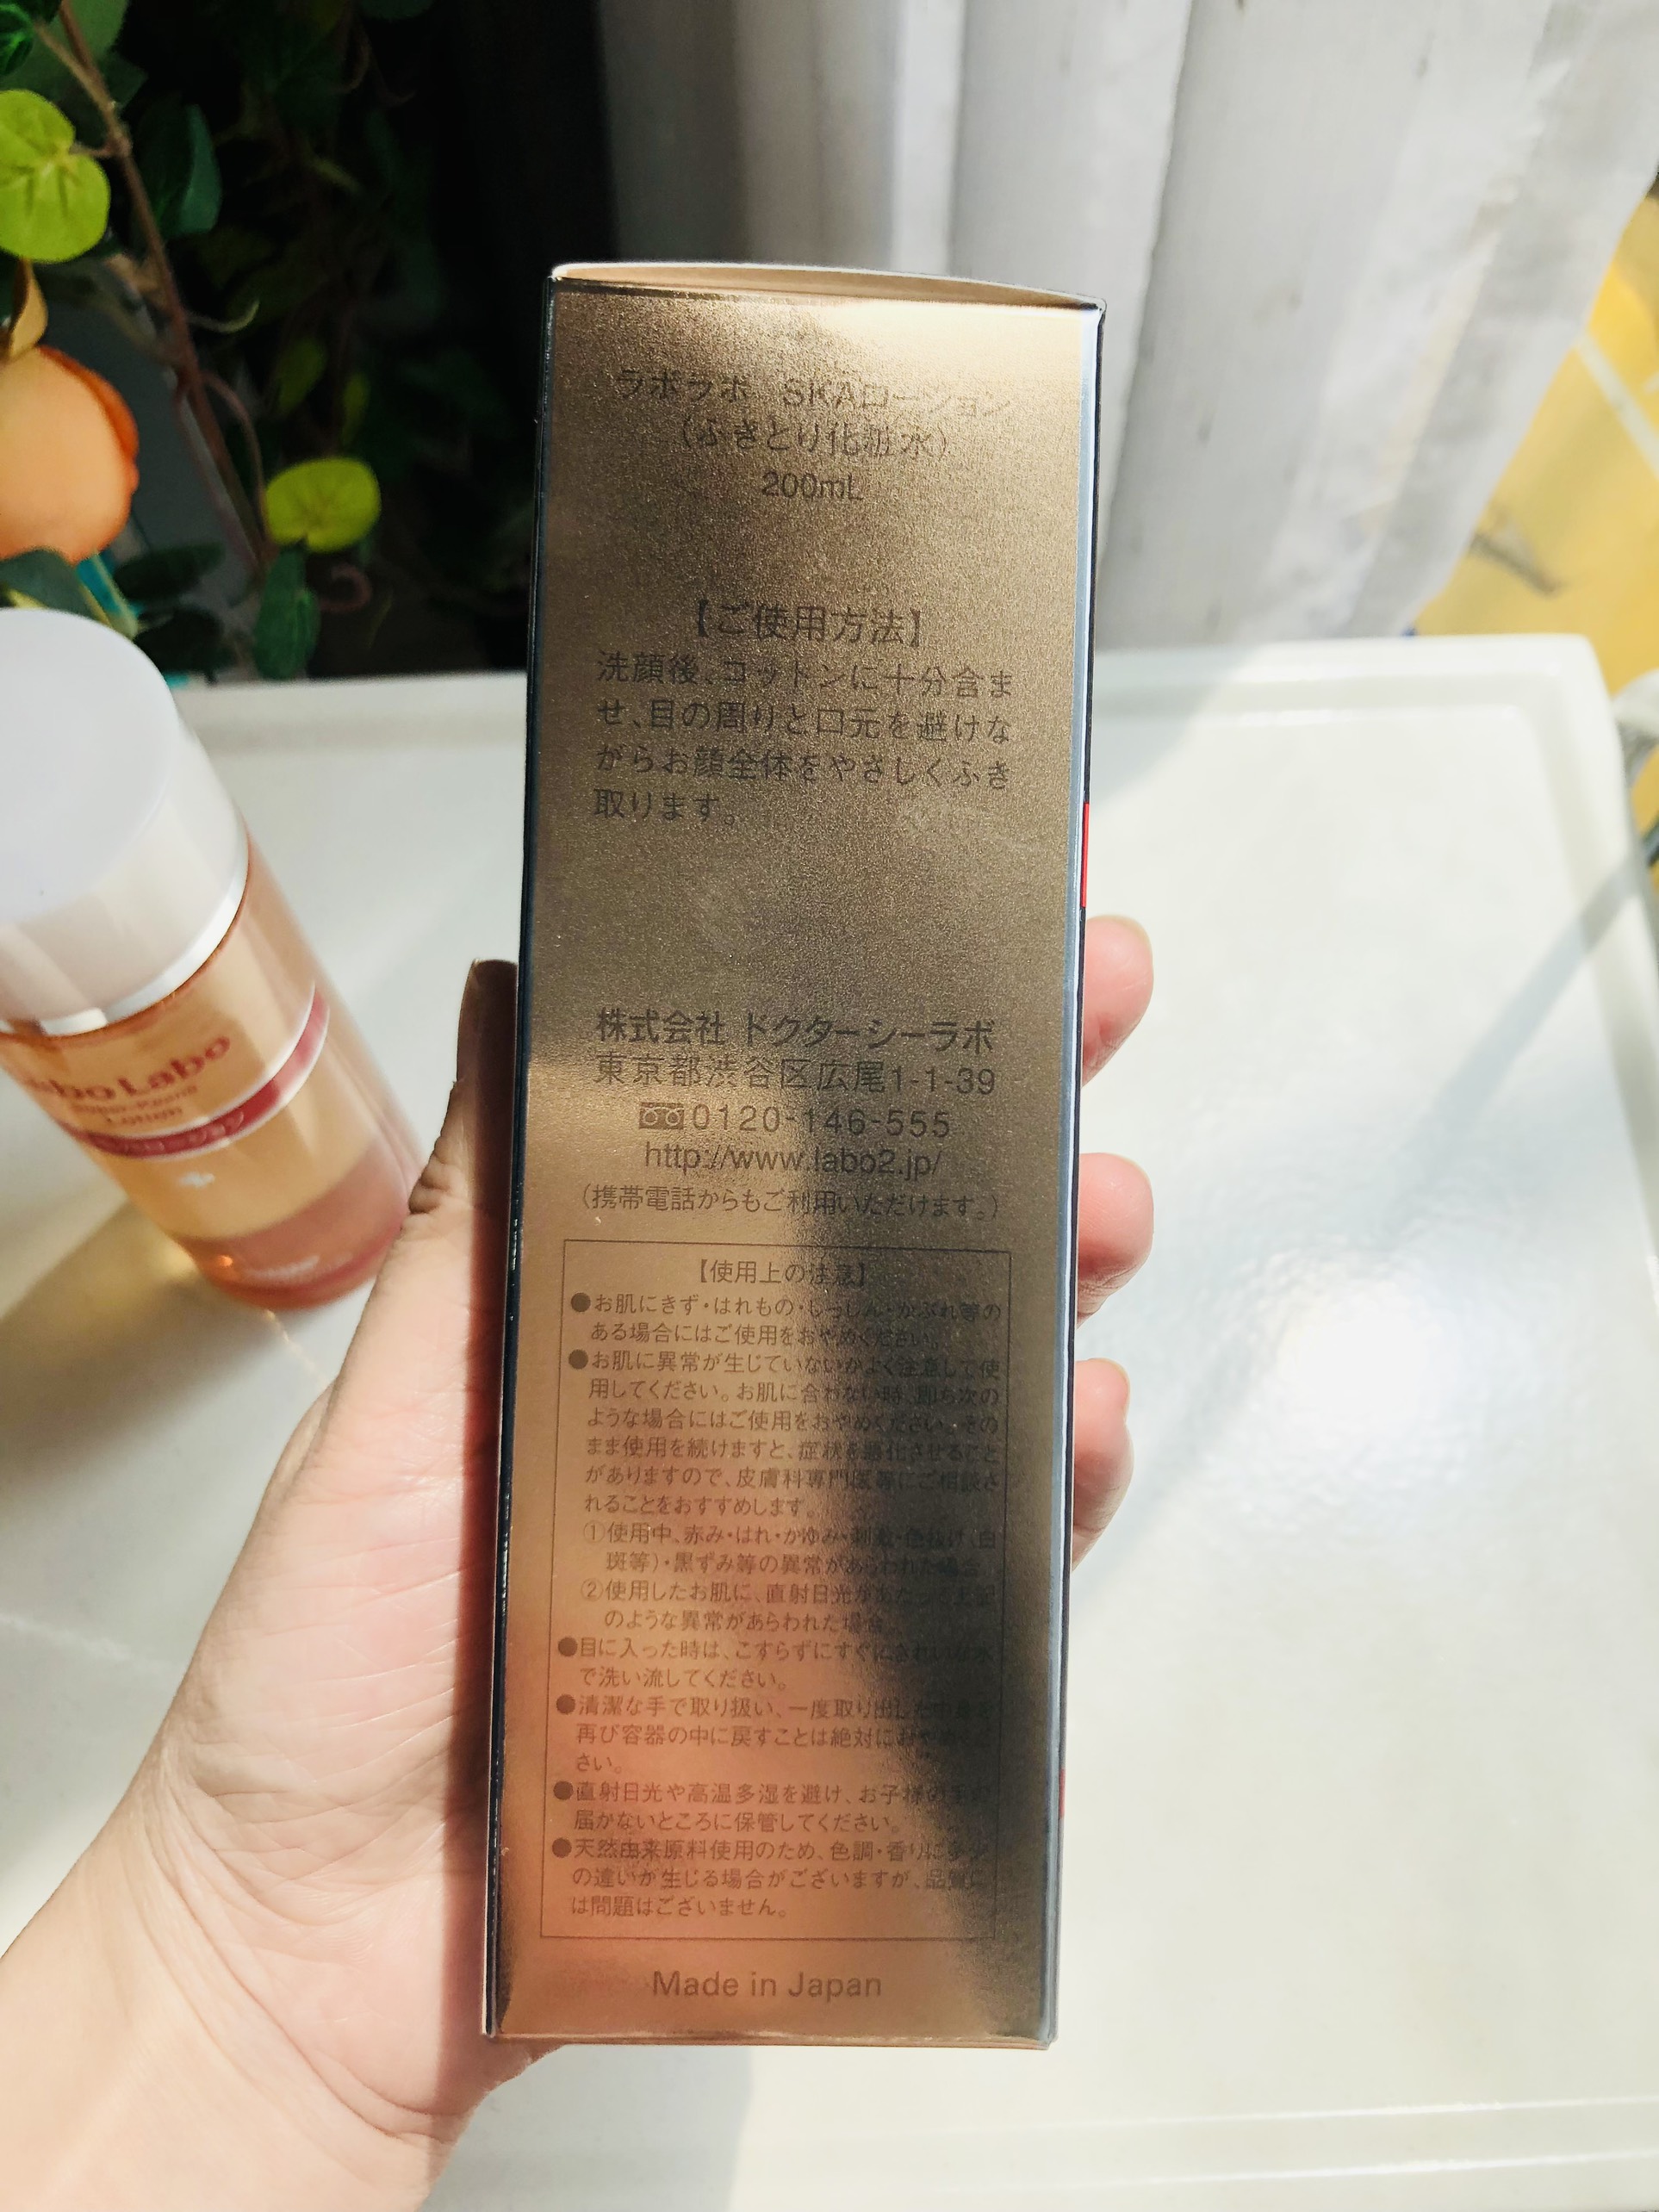 ラボラボ SKAローション
(ふきとり化粧水)
200mL
【ご使用方法】
洗顔後、コットンに十分含ま
せ、目の周りと口元を避けな
がらお顔全体をやさしくふき
取ります。
株式会社 ドクターシーラボ
東京都渋谷区広尾1-1-39
0120-146-555
http://www.labo2.jp/
(携帯電話からもご利用いただけます。)
【使用上の注意】
●お肌にきず・はれもの・しっしん・かぶれ等の
ある場合にはご使用をおやめください。
●お肌に異常が生じていないかよく注意して使
用してください。お肌に合わない時、即ち次の
ような場合にはご使用をおやめください。その
まま使用を続けますと、症状を悪化させること
がありますので、皮膚科専門医等にご相談さ
れることをおすすめします。
①使用中、赤み・はれ・かゆみ・刺激・色抜け(白
斑等)・黒ずみ等の異常があらわれた場合
②使用したお肌に、直射日光があたって上記
のような異常があらわれた場合
●目に入った時は、こすらずにすぐにきれいな水
で洗い流してください。
●清潔な手で取り扱い、一度取り出した中身を
再び容器の中に戻すことは絶対におやめくだ
さい。
●直射日光や高温多湿を避け、お子様の手の
届かないところに保管してください。
●天然由来原料使用のため、色調・香りに多少
の違いが生じる場合がございますが、品質に
は問題はございません。
Made in Japan
Labo
Lotion
ローション